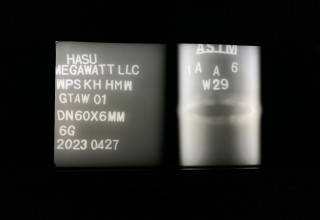 HASU
MEGAWATT LLC
WPS KH HMW
GTAW 01
DN60X6MM
6G
2023 0427
ASTM
A A 6
W29